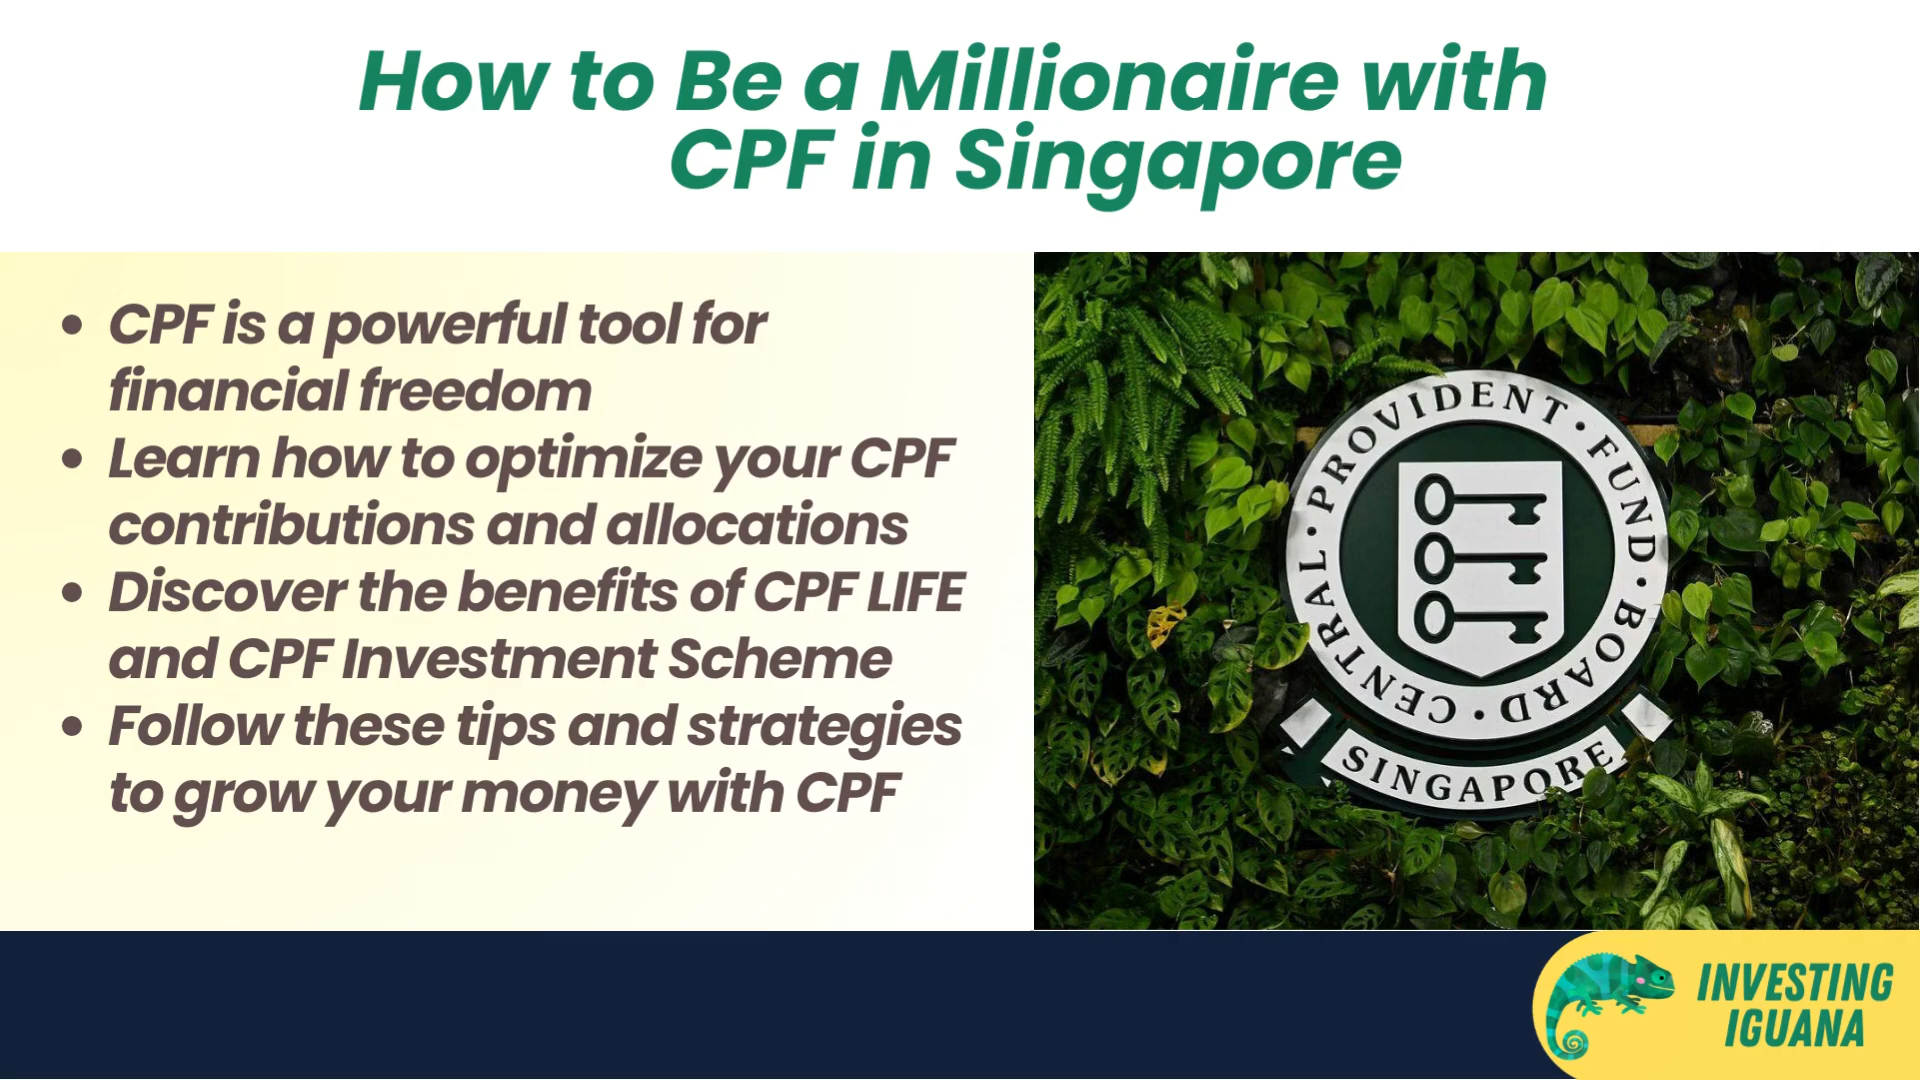 How to Be a Millionaire with
CPF in Singapore
• CPF is a powerful tool for
financial freedom
• Learn how to optimize your CPF
contributions and allocations
• Discover the benefits of CPF LIFE
and CPF Investment Scheme
• Follow these tips and strategies
to grow your money with CPF
CENTRAL • PROVIDENT • FUND • BOARD •
SINGAPORE
INVESTING
IGUANA